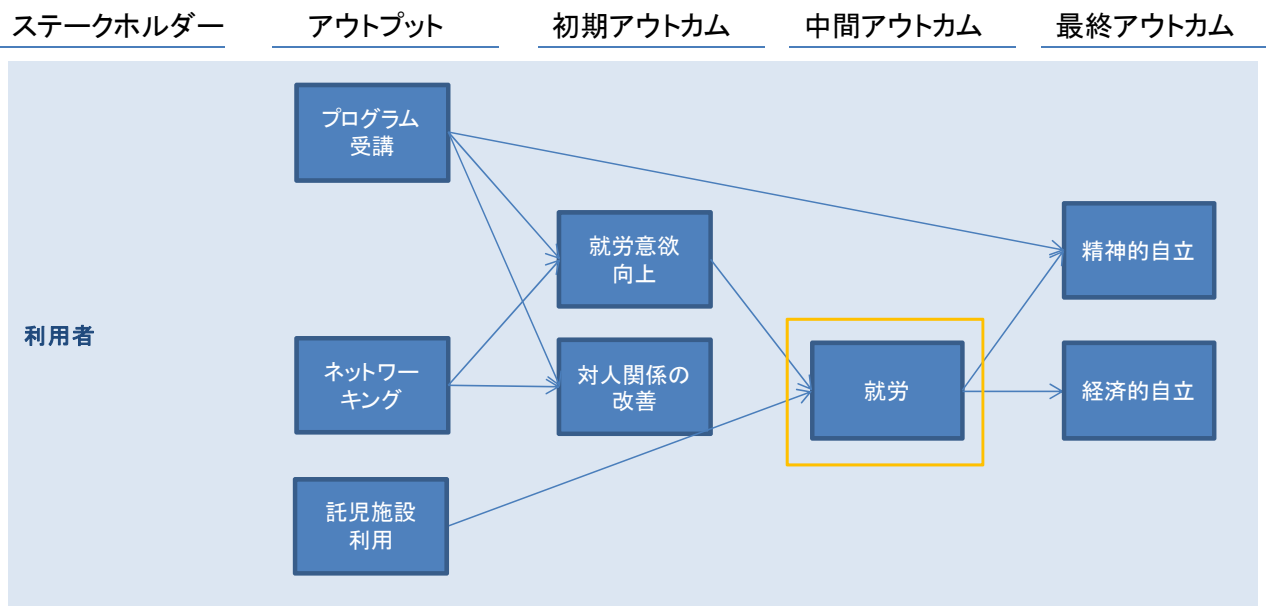 ステークホルダー
アウトプット
初期アウトカム
中間アウトカム
最終アウトカム
プログラム
受講
就労意欲
向上
精神的自立
利用者
ネットワー
キング
対人関係の
改善
就労
経済的自立
託児施設
利用